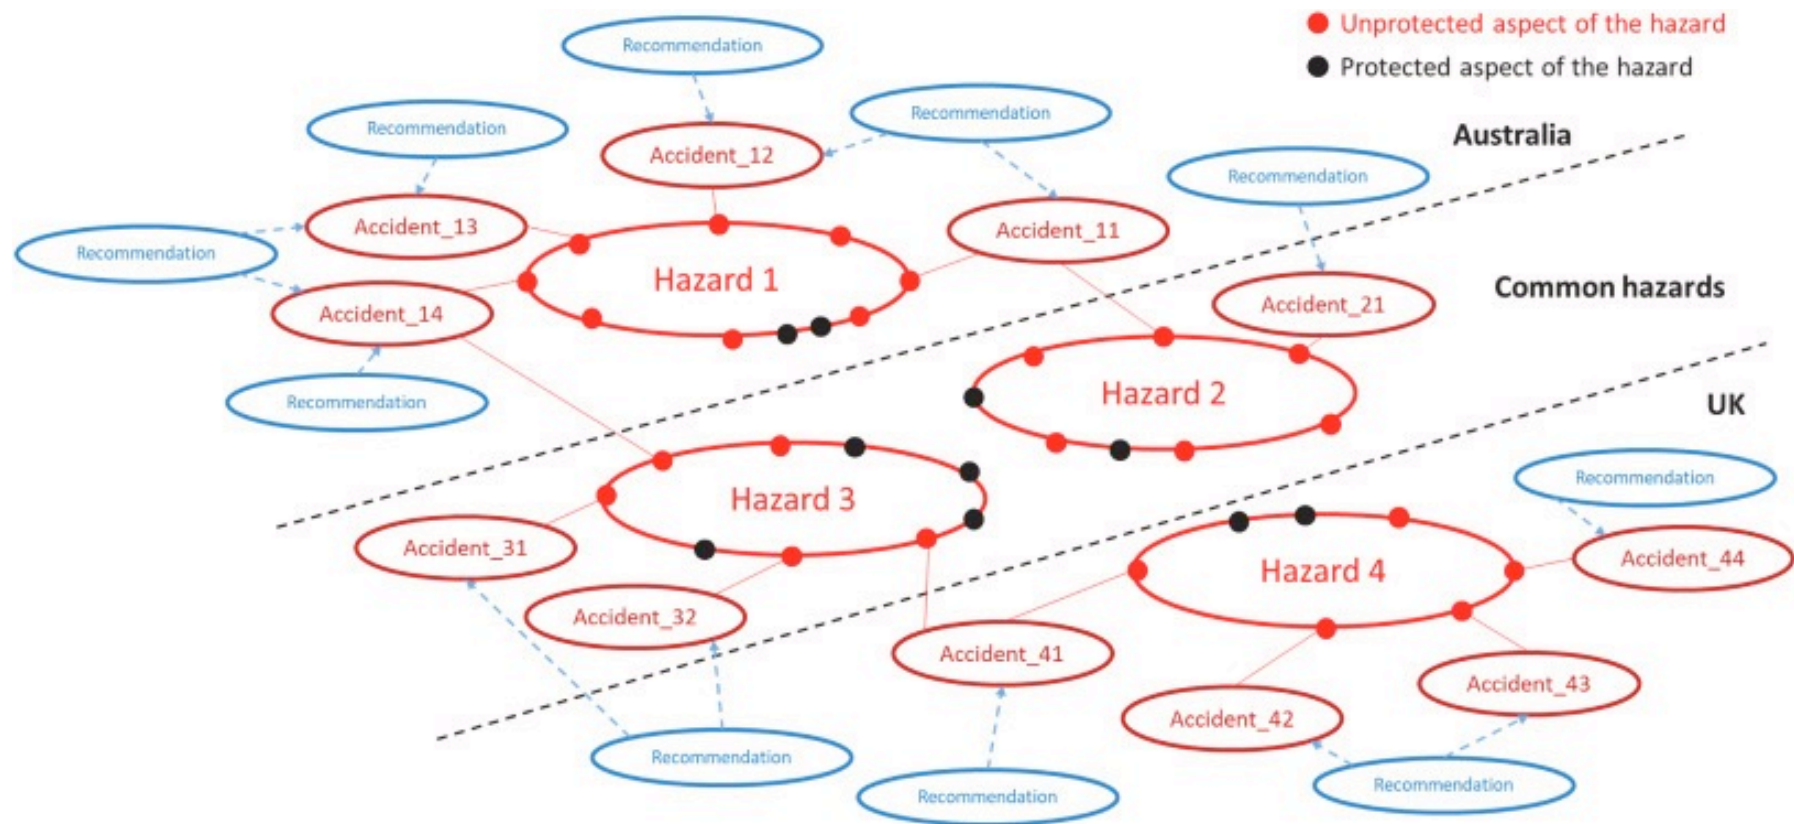 Unprotected aspect of the hazard
Protected aspect of the hazard
Recommendation
Recommendation
Recommendation
Australia
Accident_12
Recommendation
Accident_13
Accident_11
Recommendation
Hazard 1
Common hazards
Accident_21
Accident_14
Hazard 2
Recommendation
UK
Recommendation
Hazard 3
Accident_31
Accident_44
Hazard 4
Accident_32
Accident_41
Accident_43
Accident_42
Recommendation
Recommendation
Recommendation